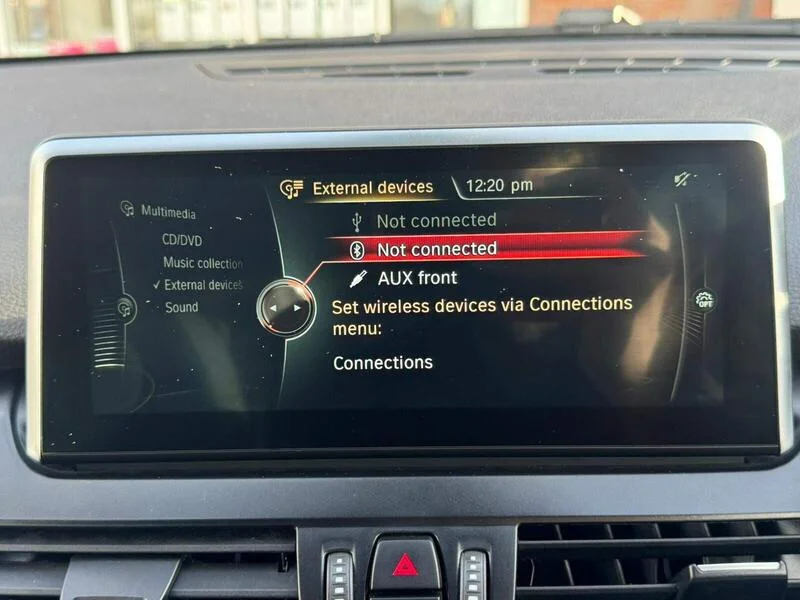 External devices 12:20 pm
Multimedia
CD/DVD
Music collection
External devices
Sound
Not connected
Not connected
AUX front
Set wireless devices via Connections
menu:
Connections
OFF